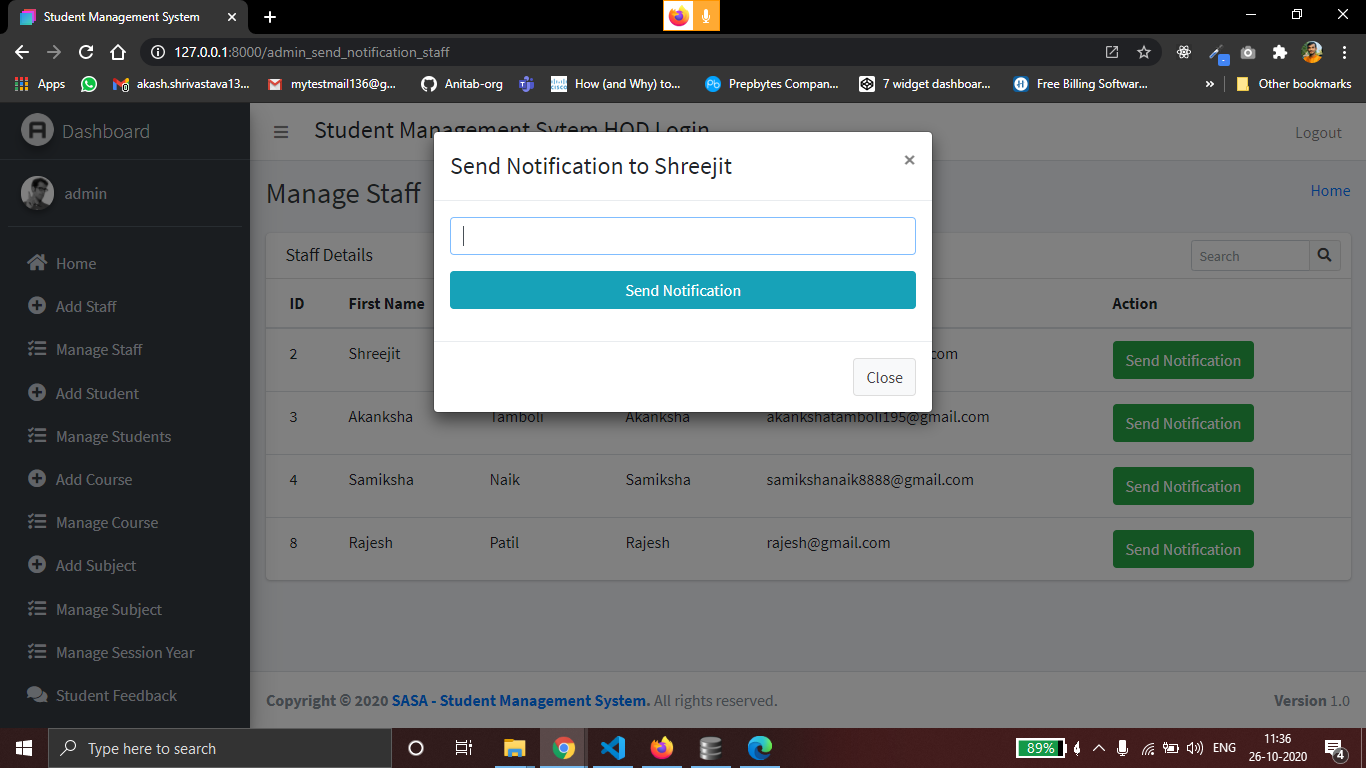 Student Management System
127.0.0.1:8000/admin_send_notification_staff
Apps
akash.shrivastava13...
mytestmail136@g...
Anitab-org
How (and Why) to...
Prepbytes Compan...
7 widget dashboar...
Free Billing Softwar...
»
Other bookmarks
Dashboard
Student Management Sytem HOD Login
Logout
admin
Manage Staff
Home
Send Notification to Shreejit
×
Send Notification
Close
Staff Details
Search
ID First Name Action
2 Shreejit com Send Notification
3 Akanksha Tamboli Akanksha akankshatamboli195@gmail.com Send Notification
4 Samiksha Naik Samiksha samikshanaik8888@gmail.com Send Notification
8 Rajesh Patil Rajesh rajesh@gmail.com Send Notification
Home
Add Staff
Manage Staff
Add Student
Manage Students
Add Course
Manage Course
Add Subject
Manage Subject
Manage Session Year
Student Feedback
Copyright © 2020 SASA - Student Management System. All rights reserved.
Version 1.0
Type here to search
89%
ENG
11:36
26-10-2020
4